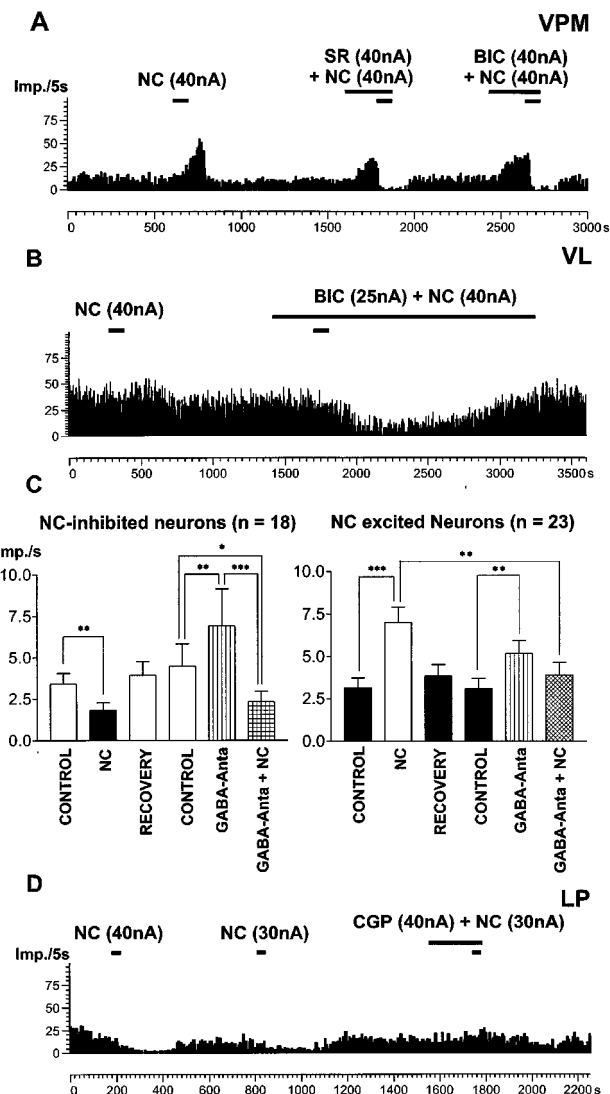 A
VPM
NC (40nA)
SR (40nA)
+ NC (40nA)
BIC (40nA)
+ NC (40nA)
Imp./5s
75
50
25
0
0 500 1000 1500 2000 2500 3000 s
B
VL
NC (40nA)
BIC (25nA) + NC (40nA)
75
50
25
0
0 500 1000 1500 2000 2500 3000 3500 s
C
NC-inhibited neurons (n = 18)
NC excited Neurons (n = 23)
mp./s
10.0
7.5
5.0
2.5
0.0
**
*
**
***
CONTROL
NC
RECOVERY
CONTROL
GABA-Anta
GABA-Anta + NC
10.0
7.5
5.0
2.5
0.0
***
**
**
CONTROL
NC
RECOVERY
CONTROL
GABA-Anta
GABA-Anta + NC
D
LP
NC (40nA)
NC (30nA)
CGP (40nA) + NC (30nA)
Imp./5s
75
50
25
0
0 200 400 600 800 1000 1200 1400 1600 1800 2000 2200 s